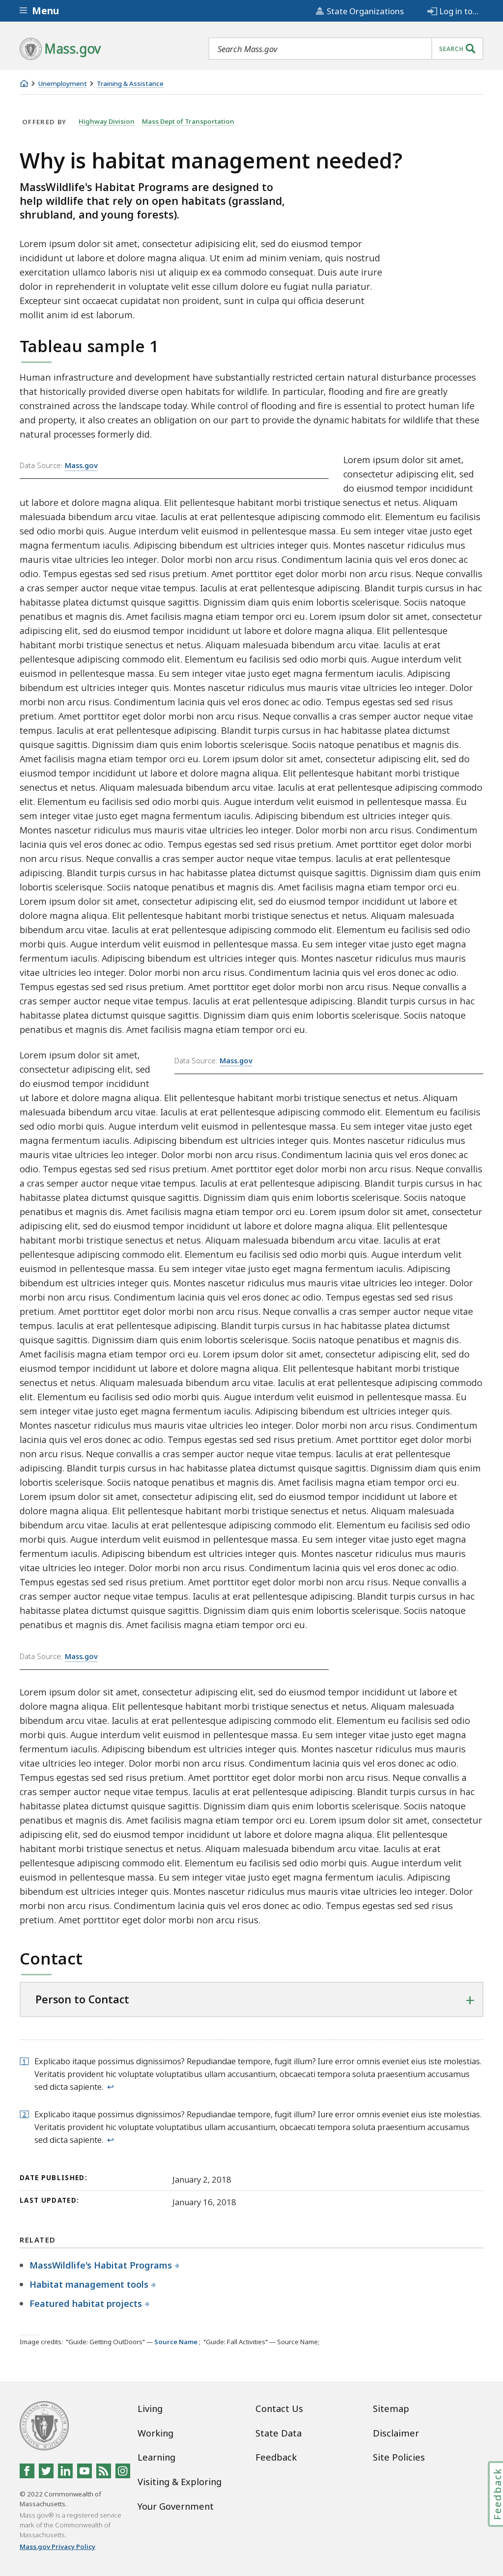 Menu
State Organizations
Log in to...
Mass.gov
Search Mass.gov
SEARCH
Unemployment
Training & Assistance
OFFERED BY
Highway Division
Mass Dept of Transportation
Why is habitat management needed?
MassWildlife's Habitat Programs are designed to
help wildlife that rely on open habitats (grassland,
shrubland, and young forests).
Lorem ipsum dolor sit amet, consectetur adipisicing elit, sed do eiusmod tempor
incididunt ut labore et dolore magna aliqua. Ut enim ad minim veniam, quis nostrud
exercitation ullamco laboris nisi ut aliquip ex ea commodo consequat. Duis aute irure
dolor in reprehenderit in voluptate velit esse cillum dolore eu fugiat nulla pariatur.
Excepteur sint occaecat cupidatat non proident, sunt in culpa qui officia deserunt
mollit anim id est laborum.
Tableau sample 1
Human infrastructure and development have substantially restricted certain natural disturbance processes
that historically provided diverse open habitats for wildlife. In particular, flooding and fire are greatly
constrained across the landscape today. While control of flooding and fire is essential to protect human life
and property, it also creates an obligation on our part to provide the dynamic habitats for wildlife that these
natural processes formerly did.
Data Source: Mass.gov
Lorem ipsum dolor sit amet,
consectetur adipiscing elit, sed
do eiusmod tempor incididunt
ut labore et dolore magna aliqua. Elit pellentesque habitant morbi tristique senectus et netus. Aliquam
malesuada bibendum arcu vitae. Iaculis at erat pellentesque adipiscing commodo elit. Elementum eu facilisis
sed odio morbi quis. Augue interdum velit euismod in pellentesque massa. Eu sem integer vitae justo eget
magna fermentum iaculis. Adipiscing bibendum est ultricies integer quis. Montes nascetur ridiculus mus
mauris vitae ultricies leo integer. Dolor morbi non arcu risus. Condimentum lacinia quis vel eros donec ac
odio. Tempus egestas sed sed risus pretium. Amet porttitor eget dolor morbi non arcu risus. Neque convallis
a cras semper auctor neque vitae tempus. Iaculis at erat pellentesque adipiscing. Blandit turpis cursus in hac
habitasse platea dictumst quisque sagittis. Dignissim diam quis enim lobortis scelerisque. Sociis natoque
penatibus et magnis dis. Amet facilisis magna etiam tempor orci eu. Lorem ipsum dolor sit amet, consectetur
adipiscing elit, sed do eiusmod tempor incididunt ut labore et dolore magna aliqua. Elit pellentesque
habitant morbi tristique senectus et netus. Aliquam malesuada bibendum arcu vitae. Iaculis at erat
pellentesque adipiscing commodo elit. Elementum eu facilisis sed odio morbi quis. Augue interdum velit
euismod in pellentesque massa. Eu sem integer vitae justo eget magna fermentum iaculis. Adipiscing
bibendum est ultricies integer quis. Montes nascetur ridiculus mus mauris vitae ultricies leo integer. Dolor
morbi non arcu risus. Condimentum lacinia quis vel eros donec ac odio. Tempus egestas sed sed risus
pretium. Amet porttitor eget dolor morbi non arcu risus. Neque convallis a cras semper auctor neque vitae
tempus. Iaculis at erat pellentesque adipiscing. Blandit turpis cursus in hac habitasse platea dictumst
quisque sagittis. Dignissim diam quis enim lobortis scelerisque. Sociis natoque penatibus et magnis dis.
Amet facilisis magna etiam tempor orci eu. Lorem ipsum dolor sit amet, consectetur adipiscing elit, sed do
eiusmod tempor incididunt ut labore et dolore magna aliqua. Elit pellentesque habitant morbi tristique
senectus et netus. Aliquam malesuada bibendum arcu vitae. Iaculis at erat pellentesque adipiscing commodo
elit. Elementum eu facilisis sed odio morbi quis. Augue interdum velit euismod in pellentesque massa. Eu
sem integer vitae justo eget magna fermentum iaculis. Adipiscing bibendum est ultricies integer quis.
Montes nascetur ridiculus mus mauris vitae ultricies leo integer. Dolor morbi non arcu risus. Condimentum
lacinia quis vel eros donec ac odio. Tempus egestas sed sed risus pretium. Amet porttitor eget dolor morbi
non arcu risus. Neque convallis a cras semper auctor neque vitae tempus. Iaculis at erat pellentesque
adipiscing. Blandit turpis cursus in hac habitasse platea dictumst quisque sagittis. Dignissim diam quis enim
lobortis scelerisque. Sociis natoque penatibus et magnis dis. Amet facilisis magna etiam tempor orci eu.
Lorem ipsum dolor sit amet, consectetur adipiscing elit, sed do eiusmod tempor incididunt ut labore et
dolore magna aliqua. Elit pellentesque habitant morbi tristique senectus et netus. Aliquam malesuada
bibendum arcu vitae. Iaculis at erat pellentesque adipiscing commodo elit. Elementum eu facilisis sed odio
morbi quis. Augue interdum velit euismod in pellentesque massa. Eu sem integer vitae justo eget magna
fermentum iaculis. Adipiscing bibendum est ultricies integer quis. Montes nascetur ridiculus mus mauris
vitae ultricies leo integer. Dolor morbi non arcu risus. Condimentum lacinia quis vel eros donec ac odio.
Tempus egestas sed sed risus pretium. Amet porttitor eget dolor morbi non arcu risus. Neque convallis a
cras semper auctor neque vitae tempus. Iaculis at erat pellentesque adipiscing. Blandit turpis cursus in hac
habitasse platea dictumst quisque sagittis. Dignissim diam quis enim lobortis scelerisque. Sociis natoque
penatibus et magnis dis. Amet facilisis magna etiam tempor orci eu.
Lorem ipsum dolor sit amet,
consectetur adipiscing elit, sed
do eiusmod tempor incididunt
Data Source: Mass.gov
ut labore et dolore magna aliqua. Elit pellentesque habitant morbi tristique senectus et netus. Aliquam
malesuada bibendum arcu vitae. Iaculis at erat pellentesque adipiscing commodo elit. Elementum eu facilisis
sed odio morbi quis. Augue interdum velit euismod in pellentesque massa. Eu sem integer vitae justo eget
magna fermentum iaculis. Adipiscing bibendum est ultricies integer quis. Montes nascetur ridiculus mus
mauris vitae ultricies leo integer. Dolor morbi non arcu risus. Condimentum lacinia quis vel eros donec ac
odio. Tempus egestas sed sed risus pretium. Amet porttitor eget dolor morbi non arcu risus. Neque convallis
a cras semper auctor neque vitae tempus. Iaculis at erat pellentesque adipiscing. Blandit turpis cursus in hac
habitasse platea dictumst quisque sagittis. Dignissim diam quis enim lobortis scelerisque. Sociis natoque
penatibus et magnis dis. Amet facilisis magna etiam tempor orci eu. Lorem ipsum dolor sit amet, consectetur
adipiscing elit, sed do eiusmod tempor incididunt ut labore et dolore magna aliqua. Elit pellentesque
habitant morbi tristique senectus et netus. Aliquam malesuada bibendum arcu vitae. Iaculis at erat
pellentesque adipiscing commodo elit. Elementum eu facilisis sed odio morbi quis. Augue interdum velit
euismod in pellentesque massa. Eu sem integer vitae justo eget magna fermentum iaculis. Adipiscing
bibendum est ultricies integer quis. Montes nascetur ridiculus mus mauris vitae ultricies leo integer. Dolor
morbi non arcu risus. Condimentum lacinia quis vel eros donec ac odio. Tempus egestas sed sed risus
pretium. Amet porttitor eget dolor morbi non arcu risus. Neque convallis a cras semper auctor neque vitae
tempus. Iaculis at erat pellentesque adipiscing. Blandit turpis cursus in hac habitasse platea dictumst
quisque sagittis. Dignissim diam quis enim lobortis scelerisque. Sociis natoque penatibus et magnis dis.
Amet facilisis magna etiam tempor orci eu. Lorem ipsum dolor sit amet, consectetur adipiscing elit, sed do
eiusmod tempor incididunt ut labore et dolore magna aliqua. Elit pellentesque habitant morbi tristique
senectus et netus. Aliquam malesuada bibendum arcu vitae. Iaculis at erat pellentesque adipiscing commodo
elit. Elementum eu facilisis sed odio morbi quis. Augue interdum velit euismod in pellentesque massa. Eu
sem integer vitae justo eget magna fermentum iaculis. Adipiscing bibendum est ultricies integer quis.
Montes nascetur ridiculus mus mauris vitae ultricies leo integer. Dolor morbi non arcu risus. Condimentum
lacinia quis vel eros donec ac odio. Tempus egestas sed sed risus pretium. Amet porttitor eget dolor morbi
non arcu risus. Neque convallis a cras semper auctor neque vitae tempus. Iaculis at erat pellentesque
adipiscing. Blandit turpis cursus in hac habitasse platea dictumst quisque sagittis. Dignissim diam quis enim
lobortis scelerisque. Sociis natoque penatibus et magnis dis. Amet facilisis magna etiam tempor orci eu.
Lorem ipsum dolor sit amet, consectetur adipiscing elit, sed do eiusmod tempor incididunt ut labore et
dolore magna aliqua. Elit pellentesque habitant morbi tristique senectus et netus. Aliquam malesuada
bibendum arcu vitae. Iaculis at erat pellentesque adipiscing commodo elit. Elementum eu facilisis sed odio
morbi quis. Augue interdum velit euismod in pellentesque massa. Eu sem integer vitae justo eget magna
fermentum iaculis. Adipiscing bibendum est ultricies integer quis. Montes nascetur ridiculus mus mauris
vitae ultricies leo integer. Dolor morbi non arcu risus. Condimentum lacinia quis vel eros donec ac odio.
Tempus egestas sed sed risus pretium. Amet porttitor eget dolor morbi non arcu risus. Neque convallis a
cras semper auctor neque vitae tempus. Iaculis at erat pellentesque adipiscing. Blandit turpis cursus in hac
habitasse platea dictumst quisque sagittis. Dignissim diam quis enim lobortis scelerisque. Sociis natoque
penatibus et magnis dis. Amet facilisis magna etiam tempor orci eu.
Data Source: Mass.gov
Lorem ipsum dolor sit amet, consectetur adipiscing elit, sed do eiusmod tempor incididunt ut labore et
dolore magna aliqua. Elit pellentesque habitant morbi tristique senectus et netus. Aliquam malesuada
bibendum arcu vitae. Iaculis at erat pellentesque adipiscing commodo elit. Elementum eu facilisis sed odio
morbi quis. Augue interdum velit euismod in pellentesque massa. Eu sem integer vitae justo eget magna
fermentum iaculis. Adipiscing bibendum est ultricies integer quis. Montes nascetur ridiculus mus mauris
vitae ultricies leo integer. Dolor morbi non arcu risus. Condimentum lacinia quis vel eros donec ac odio.
Tempus egestas sed sed risus pretium. Amet porttitor eget dolor morbi non arcu risus. Neque convallis a
cras semper auctor neque vitae tempus. Iaculis at erat pellentesque adipiscing. Blandit turpis cursus in hac
habitasse platea dictumst quisque sagittis. Dignissim diam quis enim lobortis scelerisque. Sociis natoque
penatibus et magnis dis. Amet facilisis magna etiam tempor orci eu. Lorem ipsum dolor sit amet, consectetur
adipiscing elit, sed do eiusmod tempor incididunt ut labore et dolore magna aliqua. Elit pellentesque
habitant morbi tristique senectus et netus. Aliquam malesuada bibendum arcu vitae. Iaculis at erat
pellentesque adipiscing commodo elit. Elementum eu facilisis sed odio morbi quis. Augue interdum velit
euismod in pellentesque massa. Eu sem integer vitae justo eget magna fermentum iaculis. Adipiscing
bibendum est ultricies integer quis. Montes nascetur ridiculus mus mauris vitae ultricies leo integer. Dolor
morbi non arcu risus. Condimentum lacinia quis vel eros donec ac odio. Tempus egestas sed sed risus
pretium. Amet porttitor eget dolor morbi non arcu risus.
Contact
Person to Contact
1 Explicabo itaque possimus dignissimos? Repudiandae tempore, fugit illum? Iure error omnis eveniet eius iste molestias.
Veritatis provident hic voluptate voluptatibus ullam accusantium, obcaecati tempora soluta praesentium accusamus
sed dicta sapiente. ↩
2 Explicabo itaque possimus dignissimos? Repudiandae tempore, fugit illum? Iure error omnis eveniet eius iste molestias.
Veritatis provident hic voluptate voluptatibus ullam accusantium, obcaecati tempora soluta praesentium accusamus
sed dicta sapiente. ↩
DATE PUBLISHED: January 2, 2018
LAST UPDATED: January 16, 2018
RELATED
MassWildlife's Habitat Programs
Habitat management tools
Featured habitat projects
Image credits: "Guide: Getting OutDoors" — Source Name ; "Guide: Fall Activities" — Source Name;
Living
Working
Learning
Visiting & Exploring
Your Government
Contact Us
State Data
Feedback
Sitemap
Disclaimer
Site Policies
© 2022 Commonwealth of
Massachusetts.
Mass.gov® is a registered service
mark of the Commonwealth of
Massachusetts.
Mass.gov Privacy Policy
Feedback